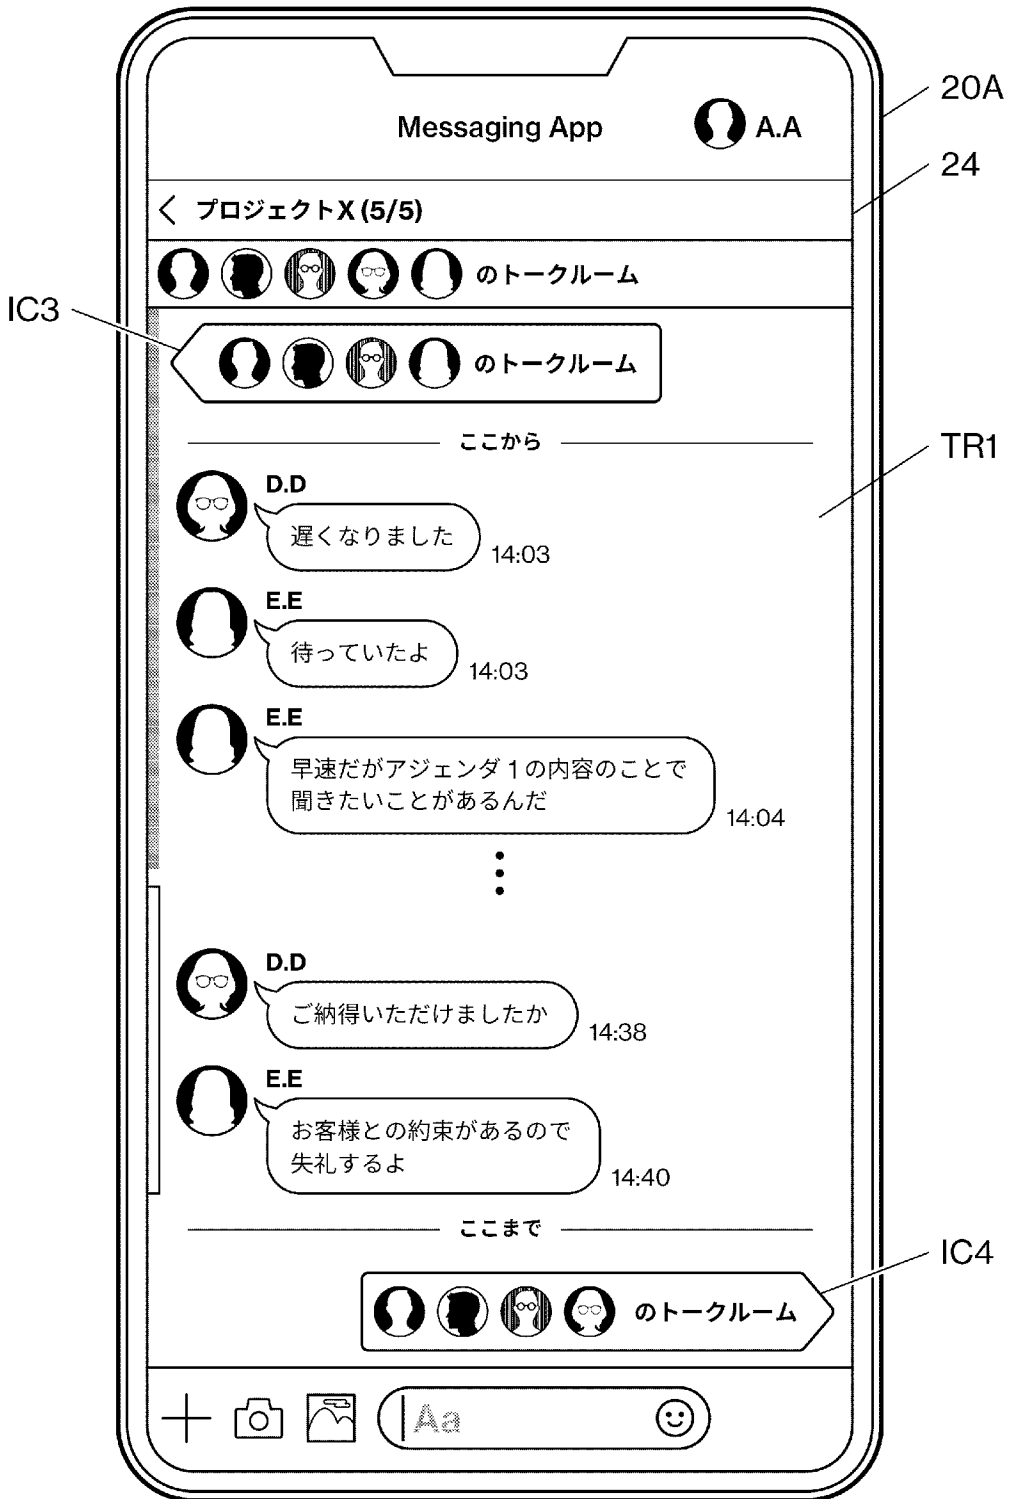 Messaging App
A.A
20A
24
プロジェクトX (5/5)
のトークルーム
IC3
のトークルーム
ここから
TR1
D.D
遅くなりました
14:03
E.E
待っていたよ
14:03
E.E
早速だがアジェンダ1の内容のことで
聞きたいことがあるんだ
14:04
D.D
ご納得いただけましたか
14:38
E.E
お客様との約束があるので
失礼するよ
14:40
ここまで
IC4
のトークルーム
Aa